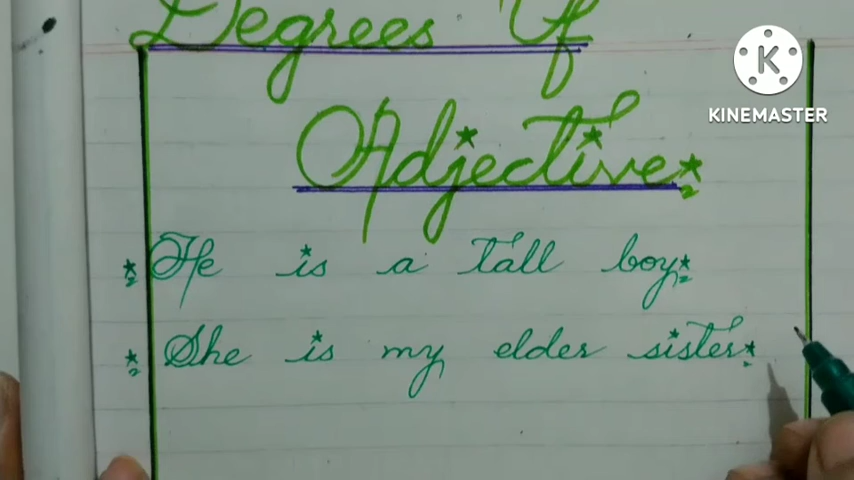 Degrees Of
Adjective
He is a tall boy
She is my elder sister
K
KINEMASTER